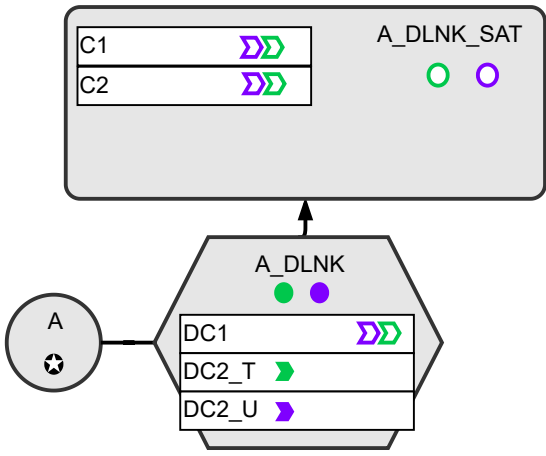 C1
A_DLNK_SAT
C2
A_DLNK
A
DC1
DC2_T
DC2_U